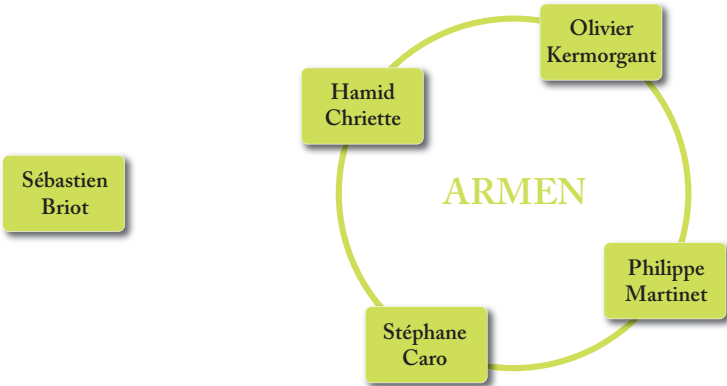 Olivier
Kermorgant
Hamid
Chriette
Sébastien
Briot
ARMEN
Philippe
Martinet
Stéphane
Caro